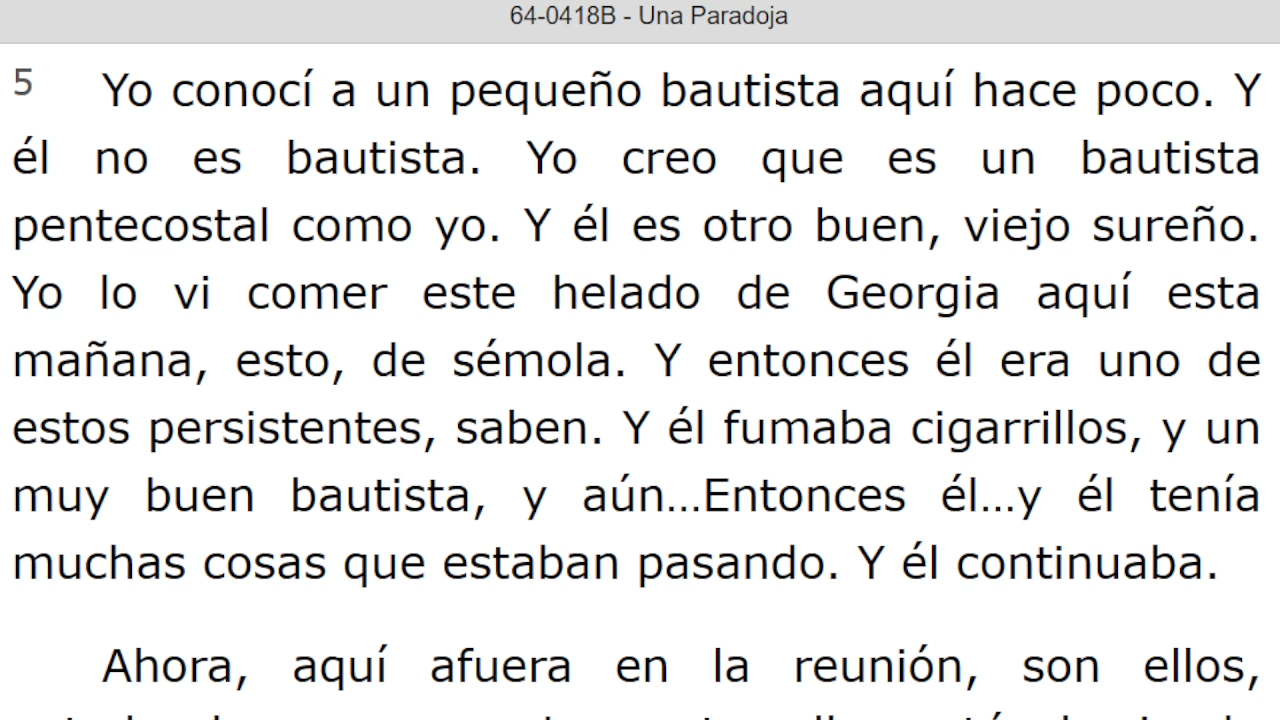 64-0418B - Una Paradoja
5 Yo conocí a un pequeño bautista aquí hace poco. Y
él no es bautista. Yo creo que es un bautista
pentecostal como yo. Y él es otro buen, viejo sureño.
Yo lo vi comer este helado de Georgia aquí esta
mañana, esto, de sémola. Y entonces él era uno de
estos persistentes, saben. Y él fumaba cigarrillos, y un
muy buen bautista, y aún...Entonces él...y él tenía
muchas cosas que estaban pasando. Y él continuaba.
Ahora, aquí afuera en la reunión, son ellos,